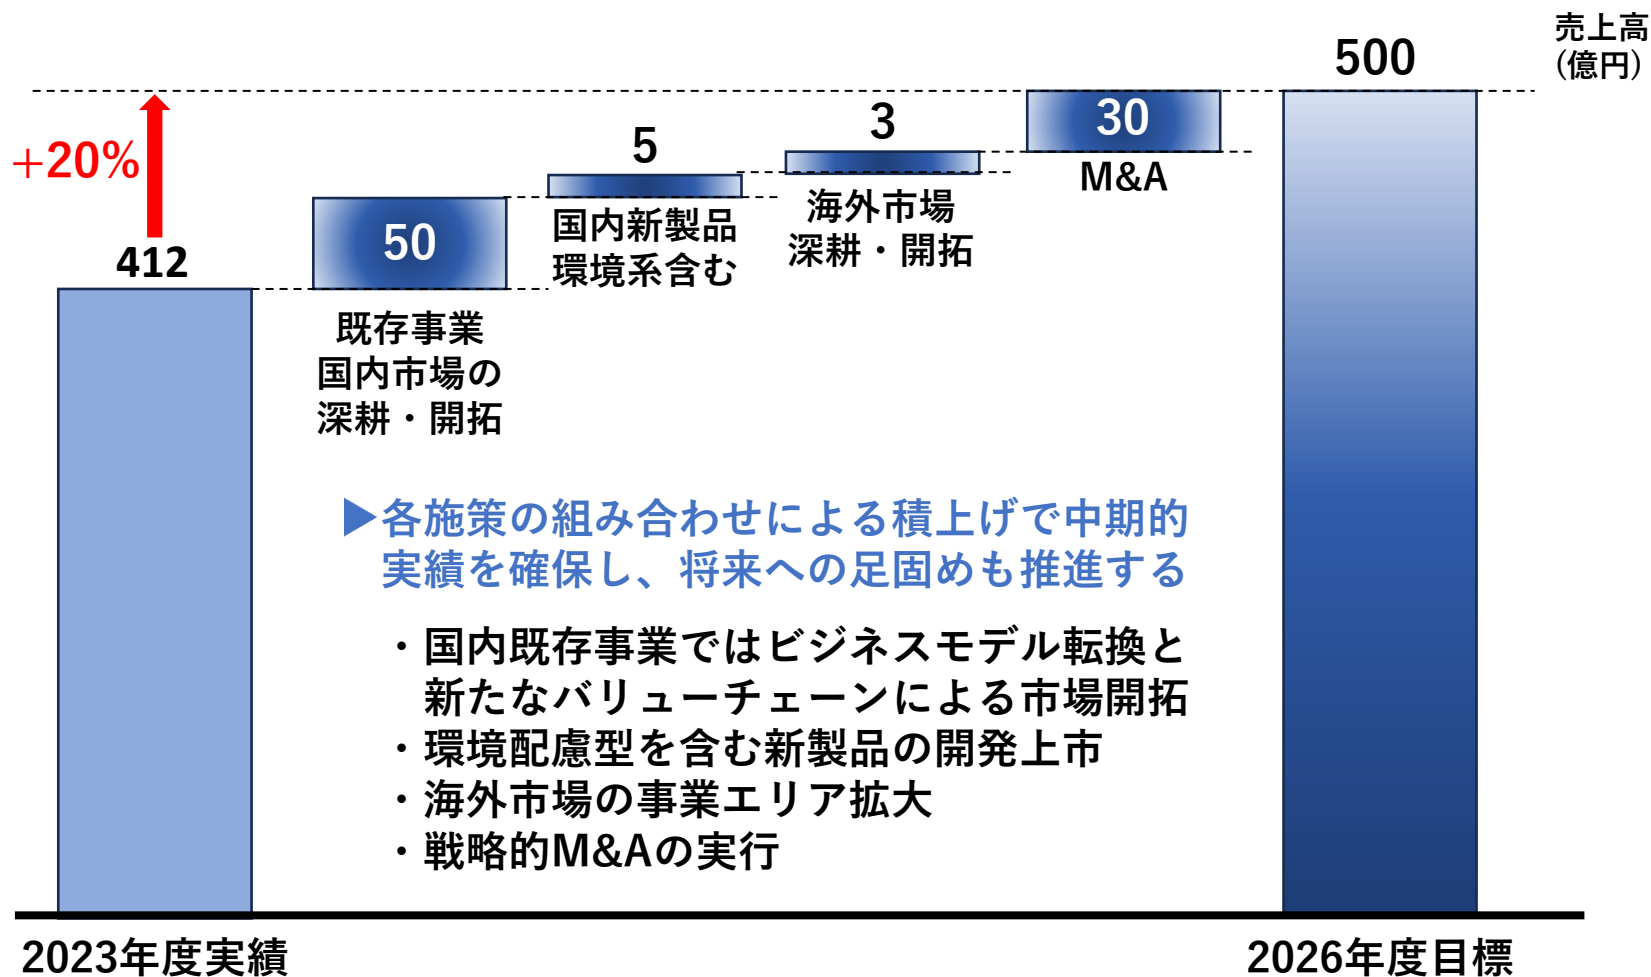 売上高
(億円)
500
+20%
412
50
既存事業
国内市場の
深耕・開拓
5
国内新製品
環境系含む
3
海外市場
深耕・開拓
30
M&A
▶各施策の組み合わせによる積上げで中期的
実績を確保し、将来への足固めも推進する
・国内既存事業ではビジネスモデル転換と
新たなバリューチェーンによる市場開拓
・環境配慮型を含む新製品の開発上市
・海外市場の事業エリア拡大
・戦略的M&Aの実行
2023年度実績
2026年度目標